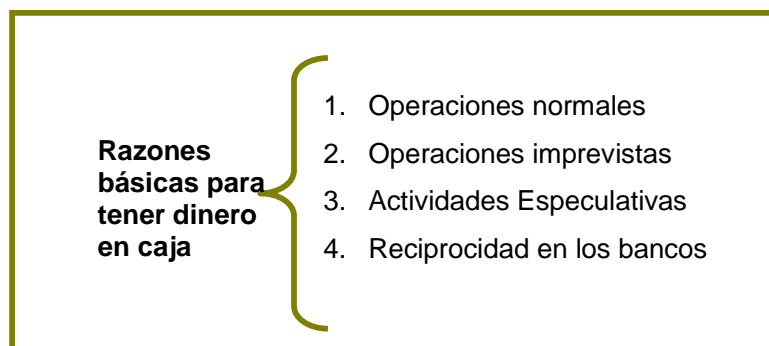 Razones
básicas para
tener dinero
en caja
1. Operaciones normales
2. Operaciones imprevistas
3. Actividades Especulativas
4. Reciprocidad en los bancos